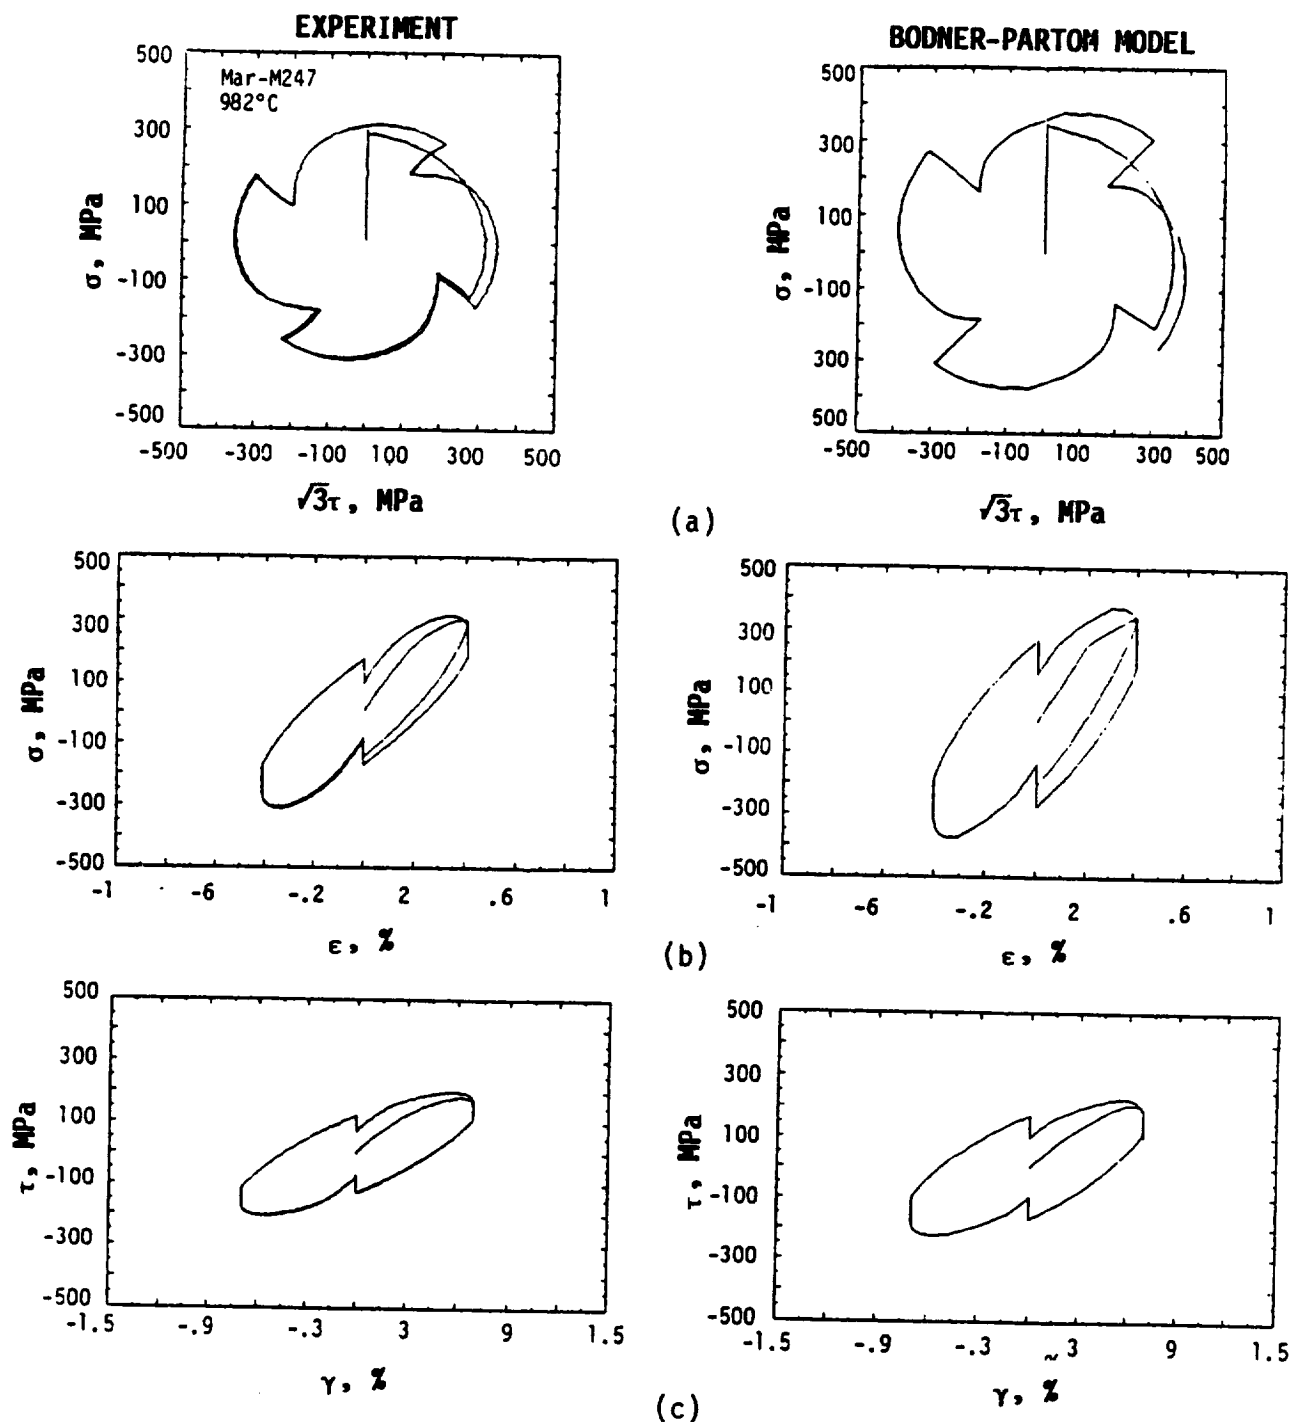 EXPERIMENT
BODNER-PARTOM MODEL
Mar-M247
982°C
500
300
100
-100
-300
-500
σ, MPa
-500 -300 -100 100 300 500
√3τ, MPa
500
300
100
-100
300
500
σ, MPa
-500 -300 -100 100 300 500
√3τ, MPa
(a)
500
300
100
-100
-300
-500
σ, MPa
-1 -6 -.2 2 .6 1
ε, %
500
300
100
-100
-300
-500
σ, MPa
-1 -6 -.2 2 .6 1
ε, %
(b)
500
300
100
-100
-300
-500
τ, MPa
-1.5 -.9 -.3 3 9 1.5
γ, %
500
300
100
-100
-300
-500
τ, MPa
-1.5 -.9 -.3 3 9 1.5
γ, %
(c)